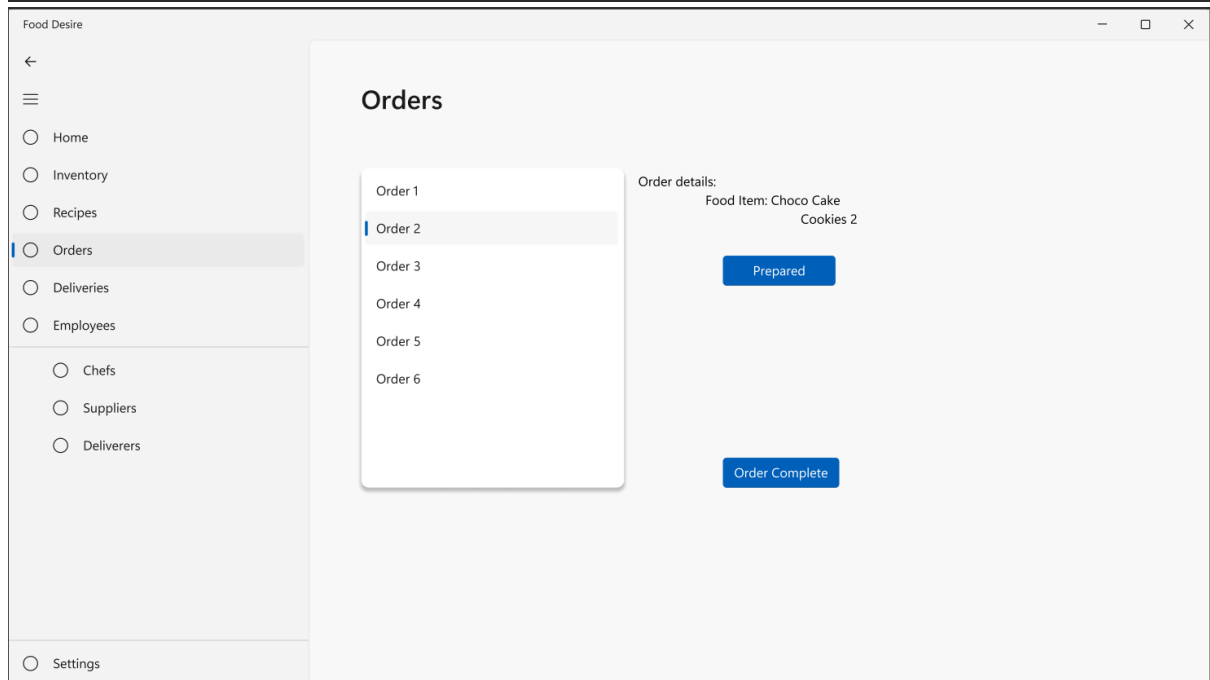 Food Desire
Home
Inventory
Recipes
Orders
Deliveries
Employees
Chefs
Suppliers
Deliverers
Settings
Orders
Order 1
Order 2
Order 3
Order 4
Order 5
Order 6
Order details:
Food Item: Choco Cake
Cookies 2
Prepared
Order Complete